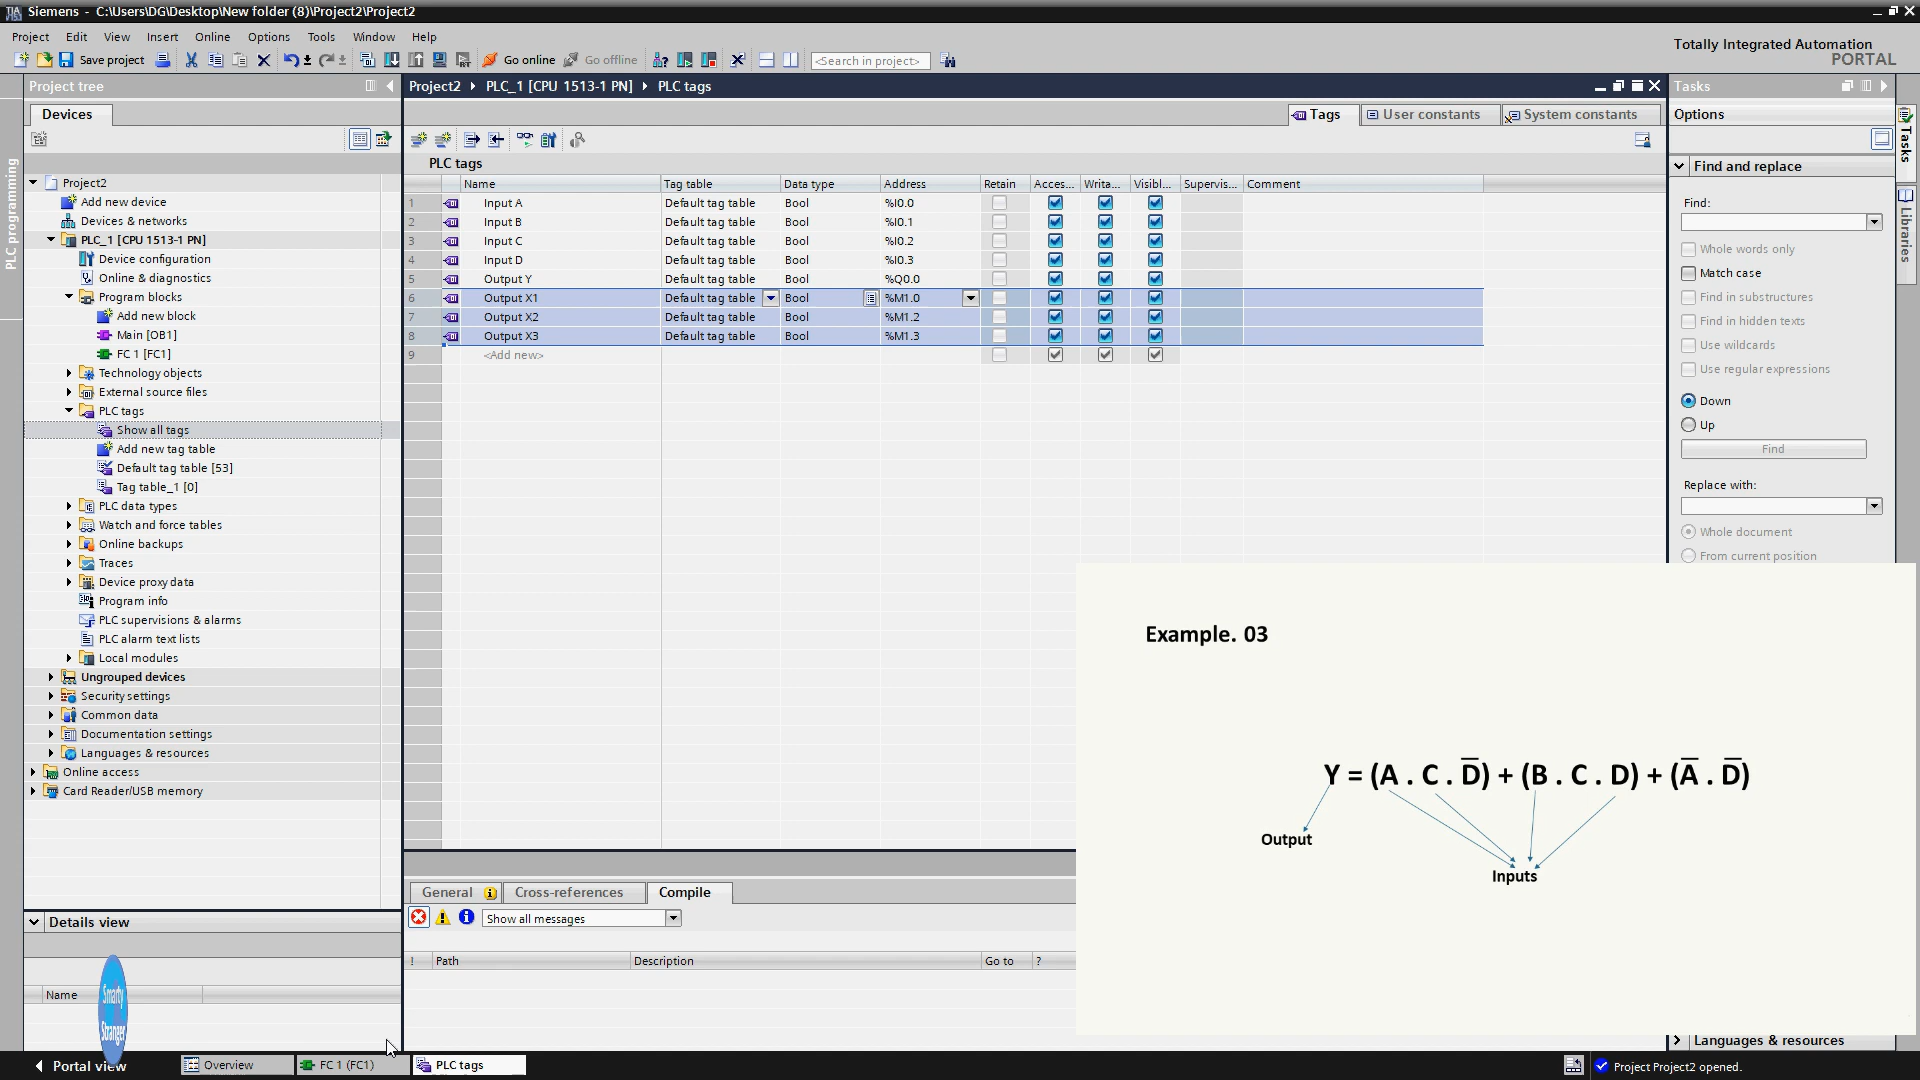 Siemens - C:\Users\DG\Desktop\New folder (8)\Project2\Project2
Project Edit View Insert Online Options Tools Window Help
Save project Go online Go offline <Search in project>
Totally Integrated Automation
PORTAL
Project tree
Devices
PLC programming
Project2
Add new device
Devices & networks
PLC_1 [CPU 1513-1 PN]
Device configuration
Online & diagnostics
Program blocks
Add new block
Main [OB1]
FC 1 [FC1]
Technology objects
External source files
PLC tags
Show all tags
Add new tag table
Default tag table [53]
Tag table_1 [0]
PLC data types
Watch and force tables
Online backups
Traces
Device proxy data
Program info
PLC supervisions & alarms
PLC alarm text lists
Local modules
Ungrouped devices
Security settings
Common data
Documentation settings
Languages & resources
Online access
Card Reader/USB memory
Details view
Name
Smarty
Stranger
Project2 PLC_1 [CPU 1513-1 PN] PLC tags
Tags User constants System constants
PLC tags
Name Tag table Data type Address Retain Acces... Writa... Visibl... Supervis... Comment
1 Input A Default tag table Bool %I0.0
2 Input B Default tag table Bool %I0.1
3 Input C Default tag table Bool %I0.2
4 Input D Default tag table Bool %I0.3
5 Output Y Default tag table Bool %Q0.0
6 Output X1 Default tag table Bool %M1.0
7 Output X2 Default tag table Bool %M1.2
8 Output X3 Default tag table Bool %M1.3
9 <Add new>
General Cross-references Compile
Show all messages
! Path Description Go to ?
Tasks
Options
Find and replace
Find:
Whole words only
Match case
Find in substructures
Find in hidden texts
Use wildcards
Use regular expressions
Down
Up
Find
Replace with:
Whole document
From current position
Languages & resources
Tasks
Libraries
Example. 03
Y = (A . C . D̅) + (B . C . D) + (A̅ . D̅)
Output
Inputs
Portal view Overview FC 1 (FC1) PLC tags
Project Project2 opened.